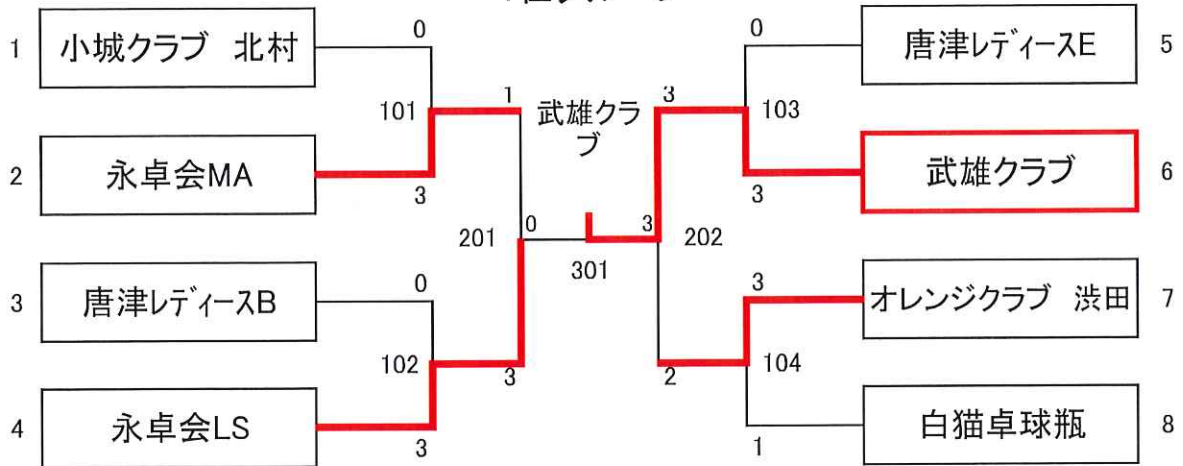 1 小城クラブ 北村 0
101 1
2 永卓会MA 3
201
3 唐津レディースB 0
102 3
4 永卓会LS 3
武雄クラ
ブ
0 3
301
0 唐津レディースE 5
3 103
3 武雄クラブ 6
202
3 オレンジクラブ 渋田 7
2 104
1 白猫卓球瓶 8